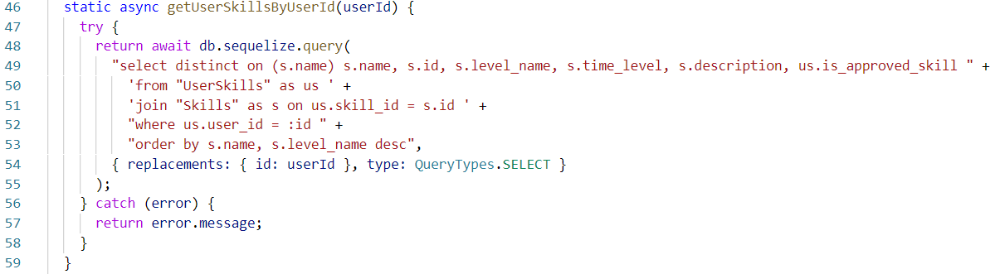 46 static async getUserSkillsByUserId(userId) {
47 try {
48 return await db.sequelize.query(
49 "select distinct on (s.name) s.name, s.id, s.level_name, s.time_level, s.description, us.is_approved_skill " +
50 'from "UserSkills" as us ' +
51 'join "Skills" as s on us.skill_id = s.id ' +
52 "where us.user_id = :id " +
53 "order by s.name, s.level_name desc",
54 { replacements: { id: userId }, type: QueryTypes.SELECT }
55 );
56 } catch (error) {
57 return error.message;
58 }
59 }